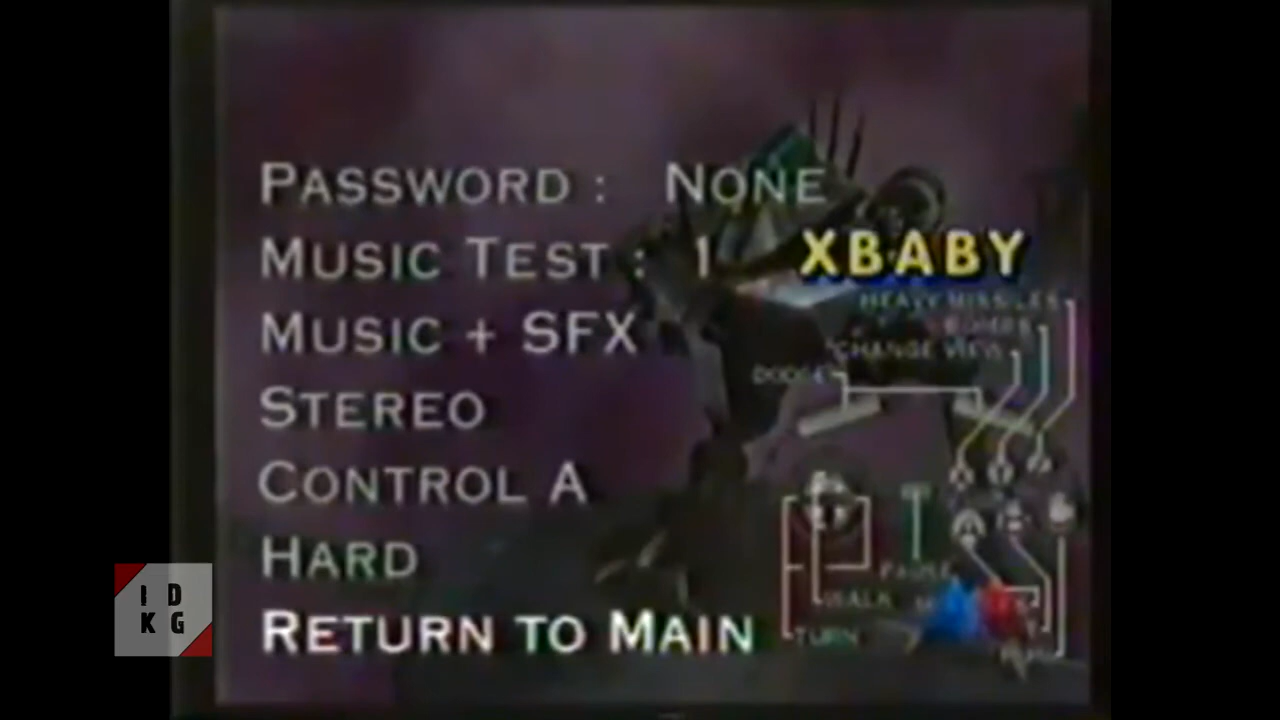 PASSWORD : NONE
MUSIC TEST : 1
XBABY
HEAVY MISSILES
MUSIC + SFX
CHANGE VIEW
DODGE
STEREO
CONTROL A
HARD
PAUSE
WALK
TURN
RETURN TO MAIN
I D
K G